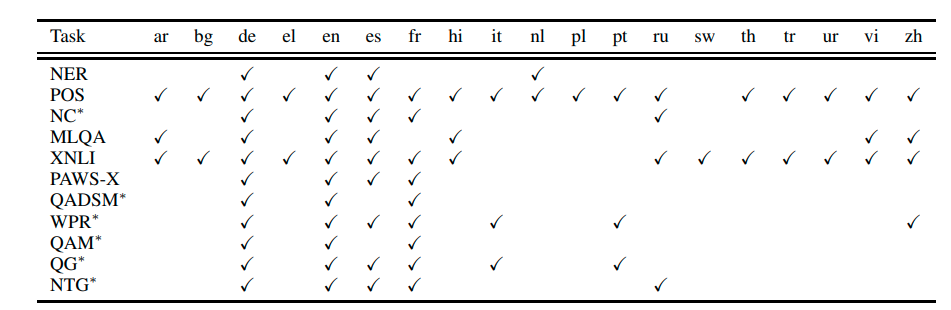 Task ar bg de el en es fr hi it nl pl pt ru sw th tr ur vi zh
NER ✓ ✓ ✓ ✓
POS ✓ ✓ ✓ ✓ ✓ ✓ ✓ ✓ ✓ ✓ ✓ ✓ ✓ ✓ ✓ ✓ ✓ ✓
NC* ✓ ✓ ✓ ✓ ✓
MLQA ✓ ✓ ✓ ✓ ✓ ✓ ✓
XNLI ✓ ✓ ✓ ✓ ✓ ✓ ✓ ✓ ✓ ✓ ✓ ✓ ✓ ✓ ✓
PAWS-X ✓ ✓ ✓ ✓
QADSM* ✓ ✓ ✓
WPR* ✓ ✓ ✓ ✓ ✓ ✓ ✓
QAM* ✓ ✓ ✓
QG* ✓ ✓ ✓ ✓ ✓ ✓
NTG* ✓ ✓ ✓ ✓ ✓